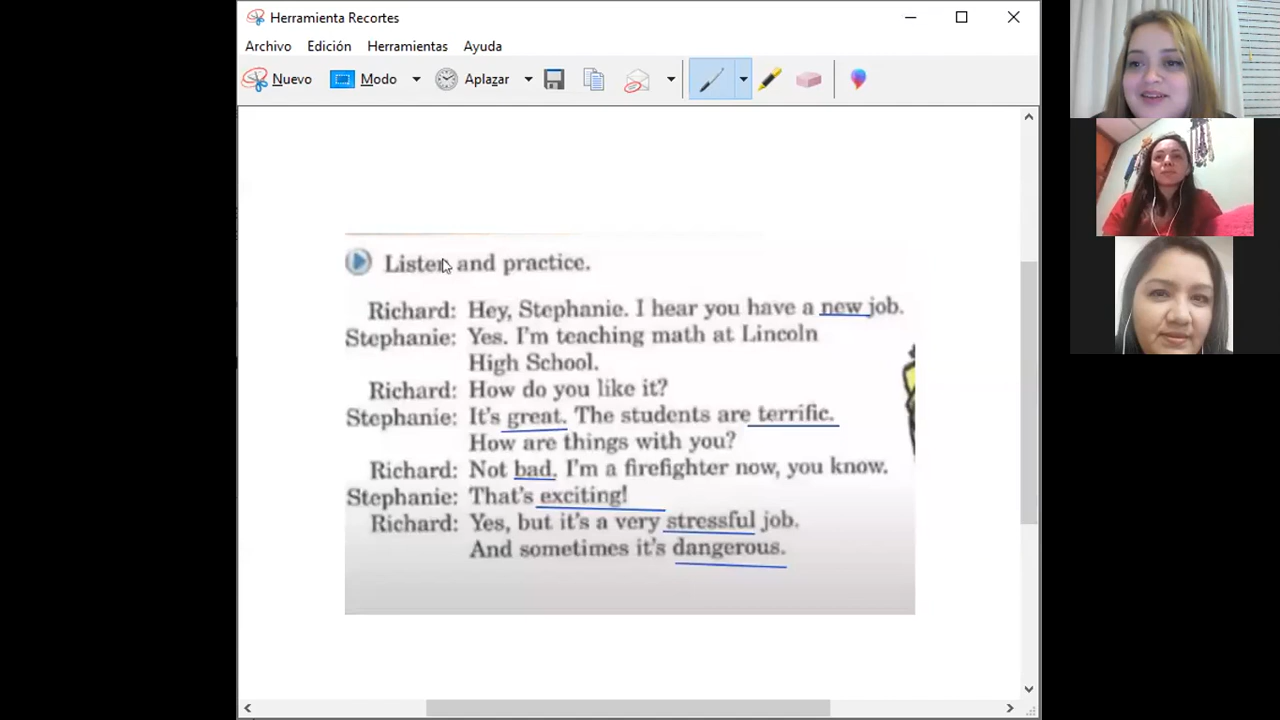 Herramienta Recortes
Archivo Edición Herramientas Ayuda
Nuevo Modo Aplazar
Listen and practice.
Richard: Hey, Stephanie. I hear you have a new job.
Stephanie: Yes. I'm teaching math at Lincoln
High School.
Richard: How do you like it?
Stephanie: It's great. The students are terrific.
How are things with you?
Richard: Not bad. I'm a firefighter now, you know.
Stephanie: That's exciting!
Richard: Yes, but it's a very stressful job.
And sometimes it's dangerous.